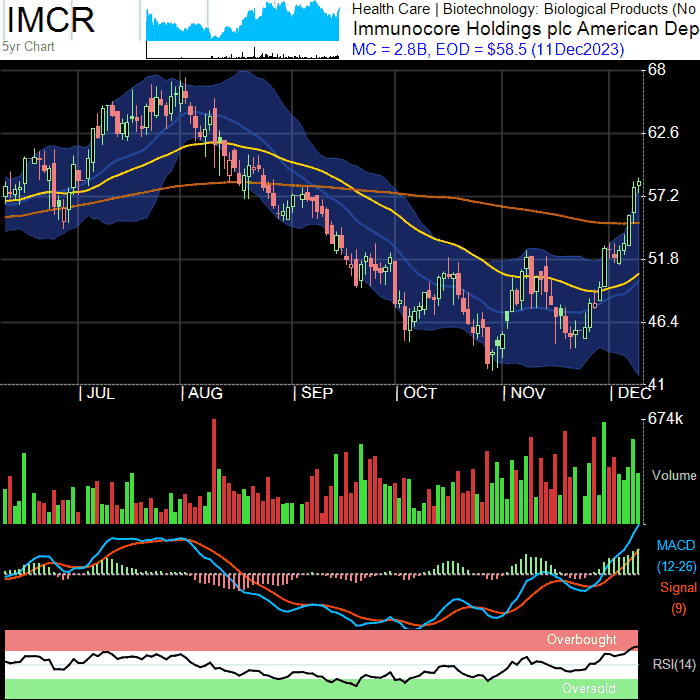 IMCR
5yr Chart
Health Care | Biotechnology: Biological Products (No
Immunocore Holdings plc American Dep
MC = 2.8B, EOD = $58.5 (11Dec2023)
68
62.6
57.2
51.8
46.4
41
| JUL | AUG | SEP | OCT | NOV | DEC
674k
Volume
MACD
(12-26)
Signal
(9)
Overbought
RSI(14)
Oversold